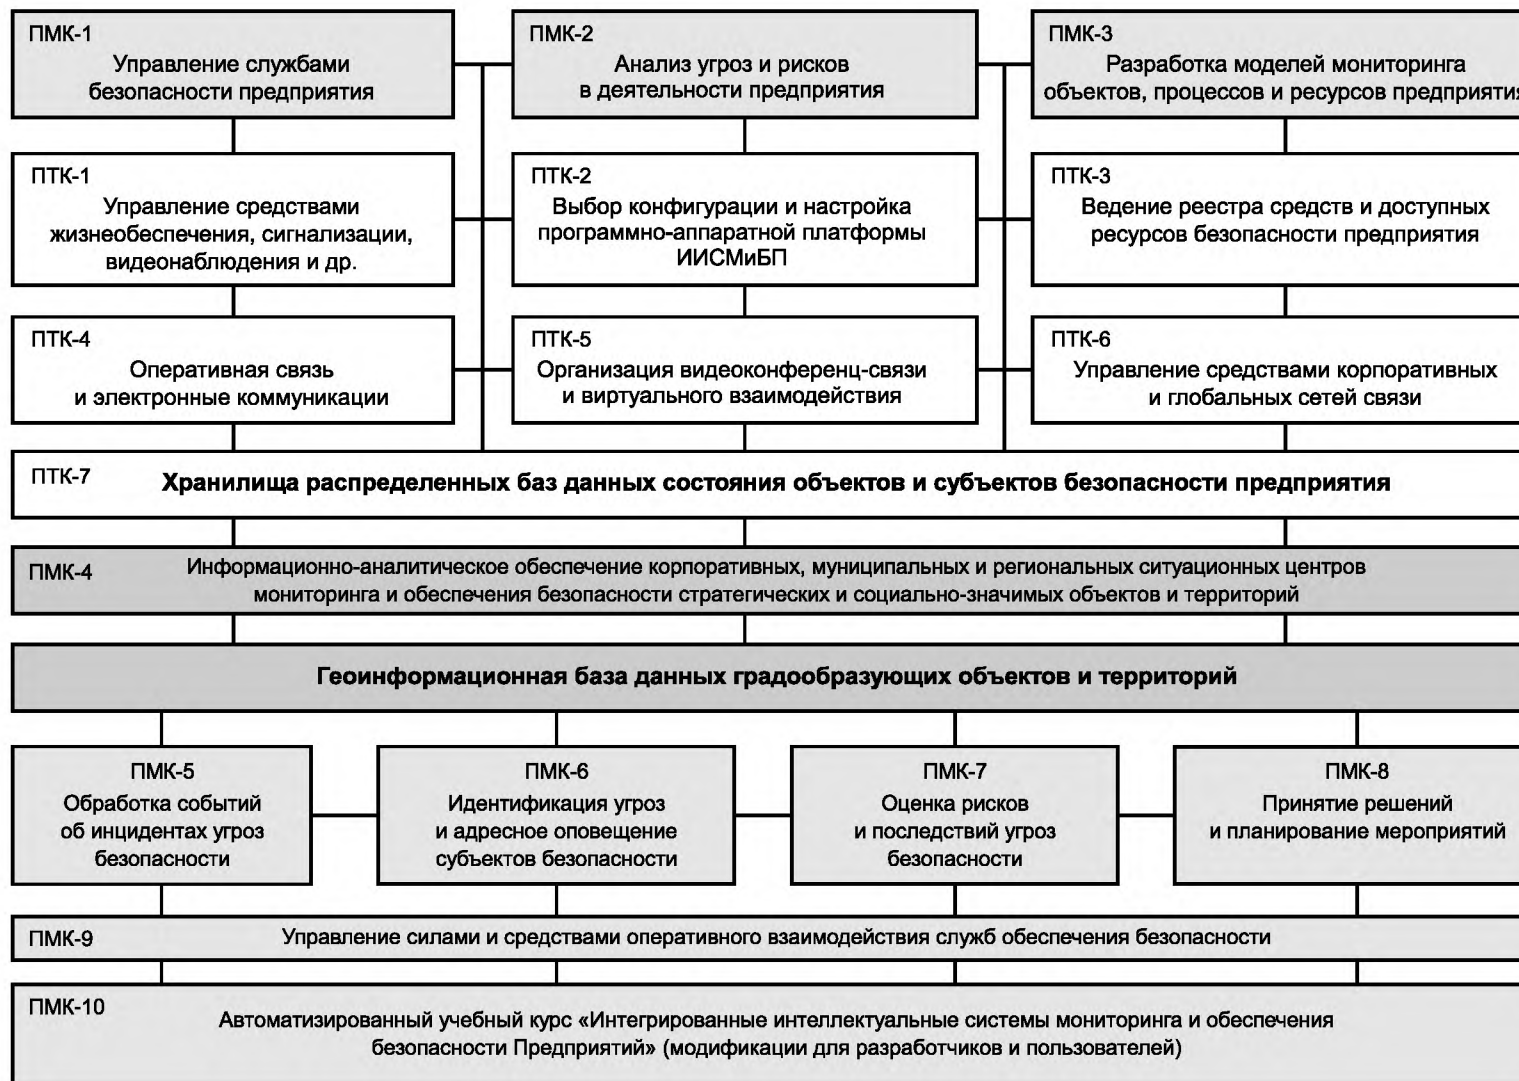 ПМК-1
Управление службами
безопасности предприятия
ПМК-2
Анализ угроз и рисков
в деятельности предприятия
ПМК-3
Разработка моделей мониторинга
объектов, процессов и ресурсов предприятия
ПТК-1
Управление средствами
жизнеобеспечения, сигнализации,
видеонаблюдения и др.
ПТК-2
Выбор конфигурации и настройка
программно-аппаратной платформы
ИИСМиБП
ПТК-3
Ведение реестра средств и доступных
ресурсов безопасности предприятия
ПТК-4
Оперативная связь
и электронные коммуникации
ПТК-5
Организация видеоконференц-связи
и виртуального взаимодействия
ПТК-6
Управление средствами корпоративных
и глобальных сетей связи
ПТК-7
Хранилища распределенных баз данных состояния объектов и субъектов безопасности предприятия
ПМК-4
Информационно-аналитическое обеспечение корпоративных, муниципальных и региональных ситуационных центров
мониторинга и обеспечения безопасности стратегических и социально-значимых объектов и территорий
Геоинформационная база данных градообразующих объектов и территорий
ПМК-5
Обработка событий
об инцидентах угроз
безопасности
ПМК-6
Идентификация угроз
и адресное оповещение
субъектов безопасности
ПМК-7
Оценка рисков
и последствий угроз
безопасности
ПМК-8
Принятие решений
и планирование мероприятий
ПМК-9
Управление силами и средствами оперативного взаимодействия служб обеспечения безопасности
ПМК-10
Автоматизированный учебный курс «Интегрированные интеллектуальные системы мониторинга и обеспечения
безопасности Предприятий» (модификации для разработчиков и пользователей)